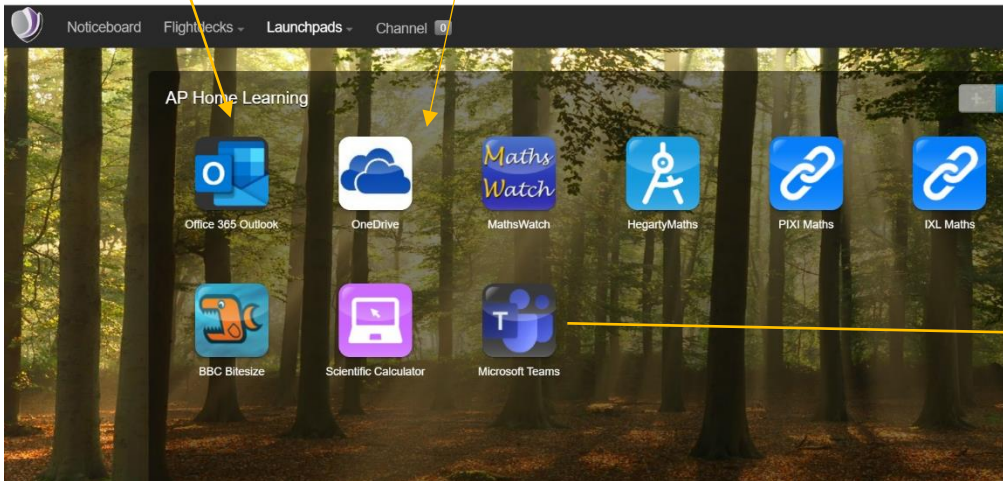 Noticeboard Flightdecks Launchpads Channel 0
AP Home Learning
O
Maths
Watch
Office 365 Outlook OneDrive MathsWatch HegartyMaths PIXI Maths IXL Maths
T
BBC Bitesize Scientific Calculator Microsoft Teams